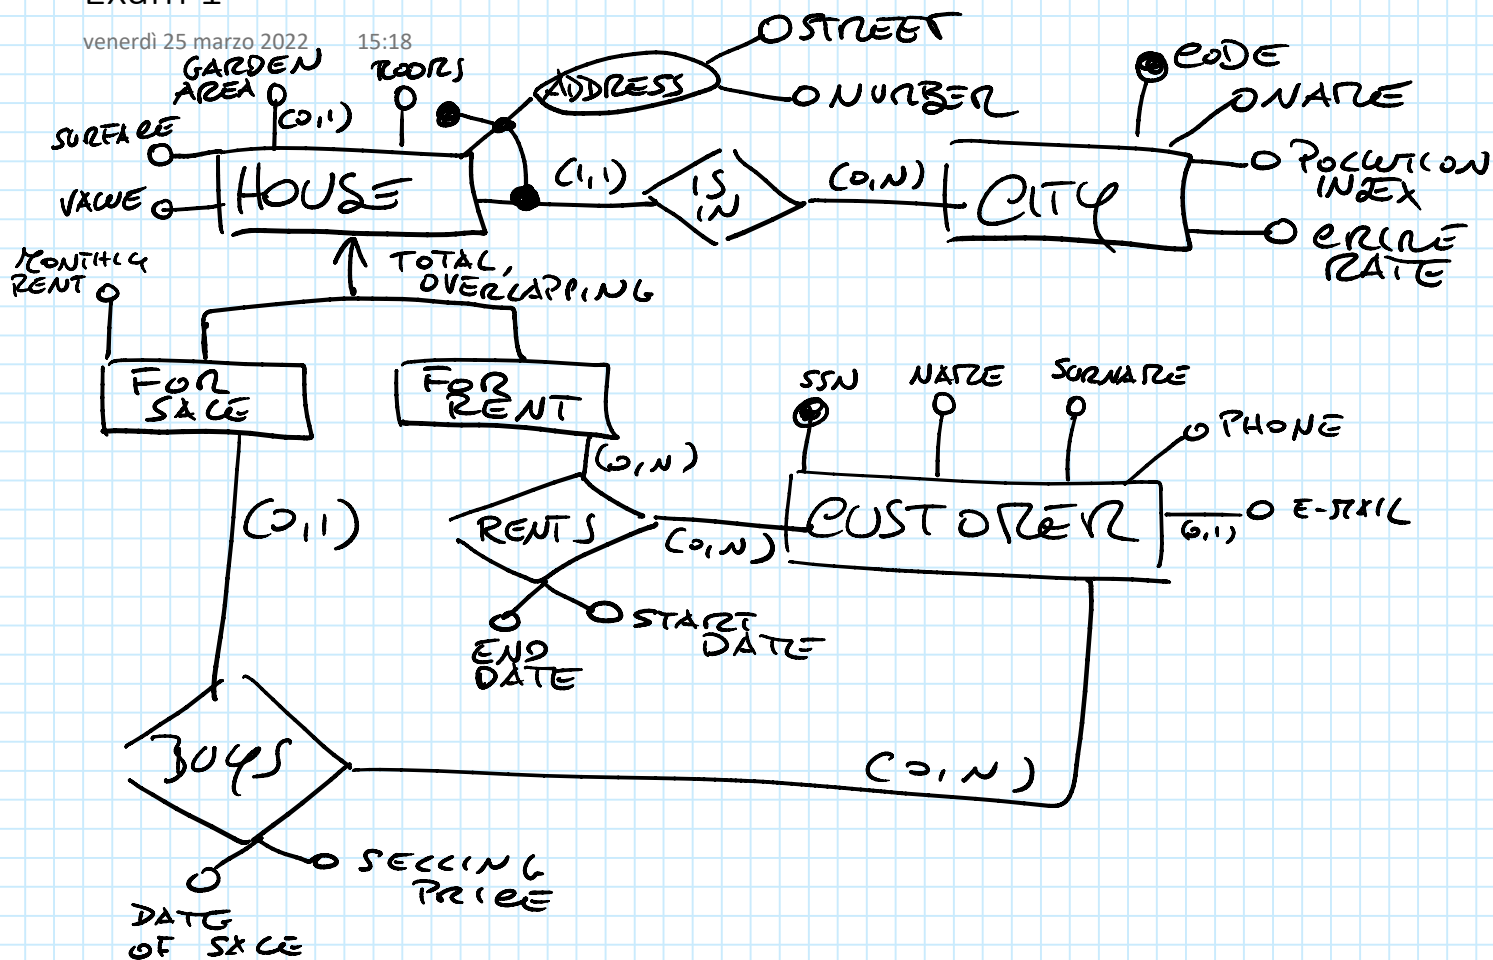 Exam 1
venerdì 25 marzo 2022 15:18
STREET
GARDEN
AREA
ROOMS
ADDRESS
NUMBER
CODE
NAME
(0,1)
SURFACE
VALUE
HOUSE
(1,1)
IS
IN
(0,N)
CITY
POLLUTION
INDEX
CRIME
RATE
MONTHLY
RENT
TOTAL,
OVERLAPPING
FOR
SALE
FOR
RENT
SSN
NAME
SURNAME
PHONE
(0,N)
(0,1)
RENTS
(0,N)
CUSTOMER
(0,1)
E-MAIL
END
DATE
START
DATE
BUYS
(0,N)
SELLING
PRICE
DATE
OF SALE